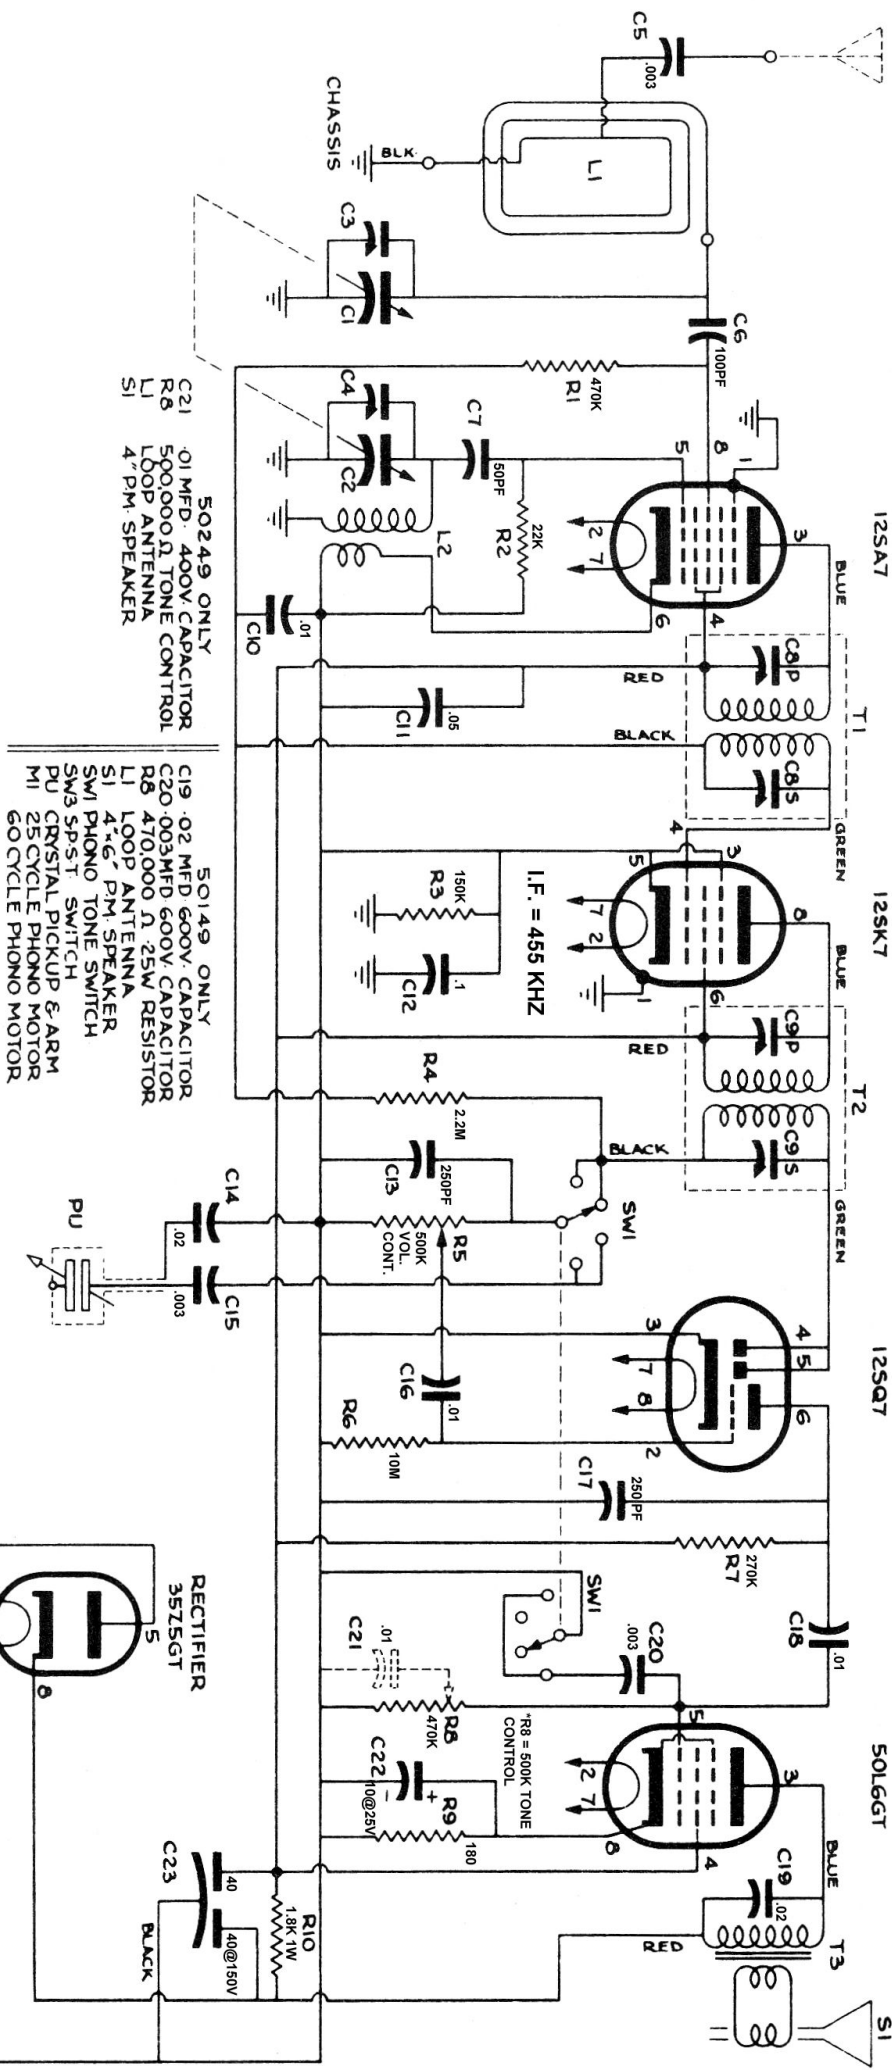 12SA7
12SK7
12SQ7
50L6GT
S1
C5
.003
L1
CHASSIS
BLK.
C3
C1
C6
100PF
R1
470K
C4
C2
C7
50PF
R2
22K
L2
5
8
1
3
2
7
4
6
BLUE
C8P
T1
C8S
RED
BLACK
GREEN
C10
.01
C11
.05
4
3
5
8
7
2
1
6
I.F. = 455 KHZ
R3
150K
C12
.1
BLUE
C9P
T2
C9S
RED
BLACK
GREEN
R4
2.2M
C13
250PF
SW1
R5
500K
VOL.
CONT.
C14
.02
C15
.003
PU
4
5
6
3
7
8
2
C16
.01
R6
10M
C17
250PF
R7
270K
C18
.01
SW1
C20
.003
C21
.01
R8
470K
*R8 = 500K TONE
CONTROL
C22
10@25V
- +
R9
180
5
3
2
7
8
4
BLUE
C19
.02
T3
RED
C23
40
40@150V
R10
1.8K 1W
BLACK
RECTIFIER
35Z5GT
5
8
50249 ONLY
C21 .01 MFD. 400V. CAPACITOR
R8 500,000 Ω TONE CONTROL
L1 LOOP ANTENNA
S1 4" P.M. SPEAKER
50149 ONLY
C19 .02 MFD. 600V. CAPACITOR
C20 .003 MFD. 600V. CAPACITOR
R8 470,000 Ω .25W RESISTOR
L1 LOOP ANTENNA
S1 4"x6" P.M. SPEAKER
SW1 PHONO TONE SWITCH
SW3 S.P.S.T. SWITCH
PU CRYSTAL PICKUP & ARM
M1 25 CYCLE PHONO MOTOR
60 CYCLE PHONO MOTOR